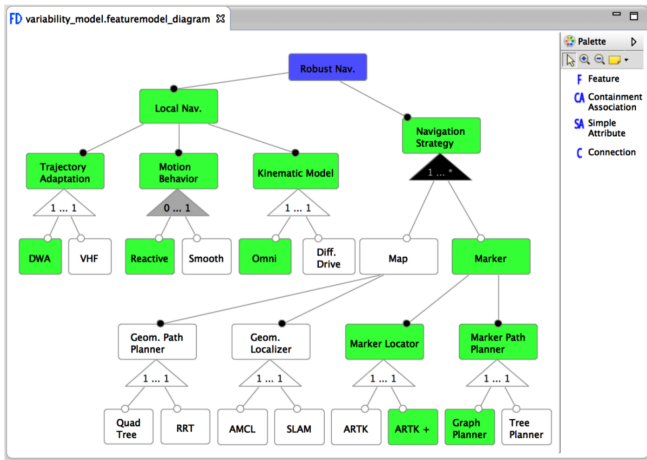 FD variability_model.featuremodel_diagram
Palette
Robust Nav.
F Feature
CA Containment
Association
SA Simple
Attribute
C Connection
Local Nav.
Navigation
Strategy
1 ... *
Trajectory
Adaptation
Motion
Behavior
Kinematic Model
1 ... 1
0 ... 1
1 ... 1
DWA
VHF
Reactive
Smooth
Omni
Diff.
Drive
Map
Marker
Geom. Path
Planner
Geom.
Localizer
Marker Locator
Marker Path
Planner
1 ... 1
1 ... 1
1 ... 1
1 ... 1
Quad
Tree
RRT
AMCL
SLAM
ARTK
ARTK +
Graph
Planner
Tree
Planner